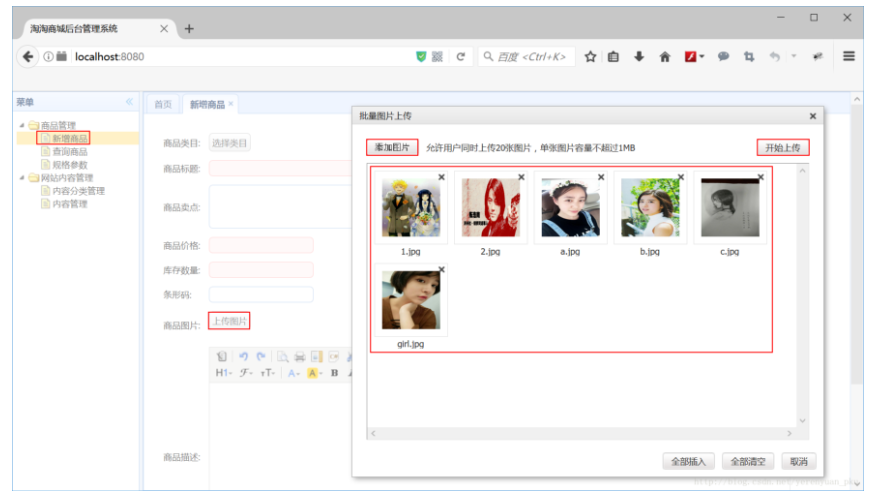 淘淘商城后台管理系统
localhost:8080
百度 <Ctrl+K>
菜单
首页 新增商品
商品管理
新增商品
查询商品
规格参数
网站内容管理
内容分类管理
内容管理
商品类目: 选择类目
商品标题:
商品卖点:
商品价格:
库存数量:
条形码:
商品图片: 上传图片
H1 F TT A A B
商品描述:
批量图片上传
添加图片 允许用户同时上传20张图片，单张图片容量不超过1MB 开始上传
1.jpg 2.jpg a.jpg b.jpg c.jpg
girl.jpg
全部插入 全部清空 取消